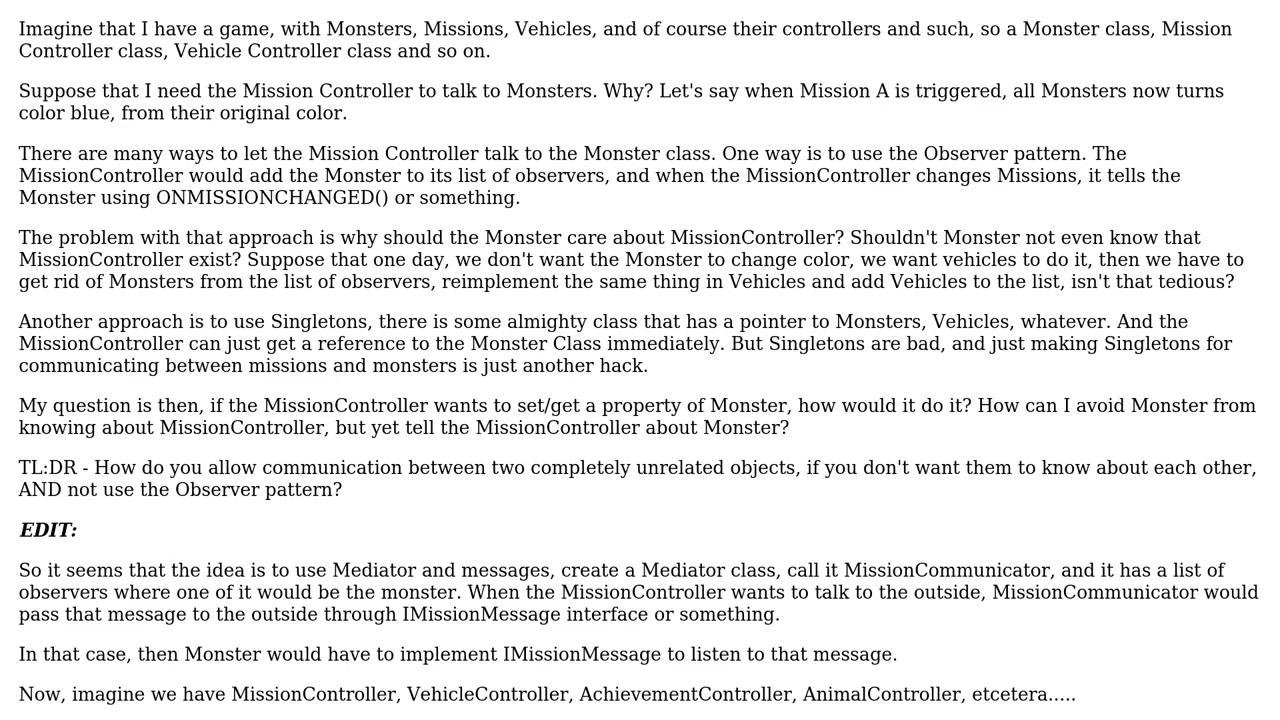 Imagine that I have a game, with Monsters, Missions, Vehicles, and of course their controllers and such, so a Monster class, Mission
Controller class, Vehicle Controller class and so on.
Suppose that I need the Mission Controller to talk to Monsters. Why? Let's say when Mission A is triggered, all Monsters now turns
color blue, from their original color.
There are many ways to let the Mission Controller talk to the Monster class. One way is to use the Observer pattern. The
MissionController would add the Monster to its list of observers, and when the MissionController changes Missions, it tells the
Monster using ONMISSIONCHANGED() or something.
The problem with that approach is why should the Monster care about MissionController? Shouldn't Monster not even know that
MissionController exist? Suppose that one day, we don't want the Monster to change color, we want vehicles to do it, then we have to
get rid of Monsters from the list of observers, reimplement the same thing in Vehicles and add Vehicles to the list, isn't that tedious?
Another approach is to use Singletons, there is some almighty class that has a pointer to Monsters, Vehicles, whatever. And the
MissionController can just get a reference to the Monster Class immediately. But Singletons are bad, and just making Singletons for
communicating between missions and monsters is just another hack.
My question is then, if the MissionController wants to set/get a property of Monster, how would it do it? How can I avoid Monster from
knowing about MissionController, but yet tell the MissionController about Monster?
TL:DR - How do you allow communication between two completely unrelated objects, if you don't want them to know about each other,
AND not use the Observer pattern?
EDIT:
So it seems that the idea is to use Mediator and messages, create a Mediator class, call it MissionCommunicator, and it has a list of
observers where one of it would be the monster. When the MissionController wants to talk to the outside, MissionCommunicator would
pass that message to the outside through IMissionMessage interface or something.
In that case, then Monster would have to implement IMissionMessage to listen to that message.
Now, imagine we have MissionController, VehicleController, AchievementController, AnimalController, etcetera.....